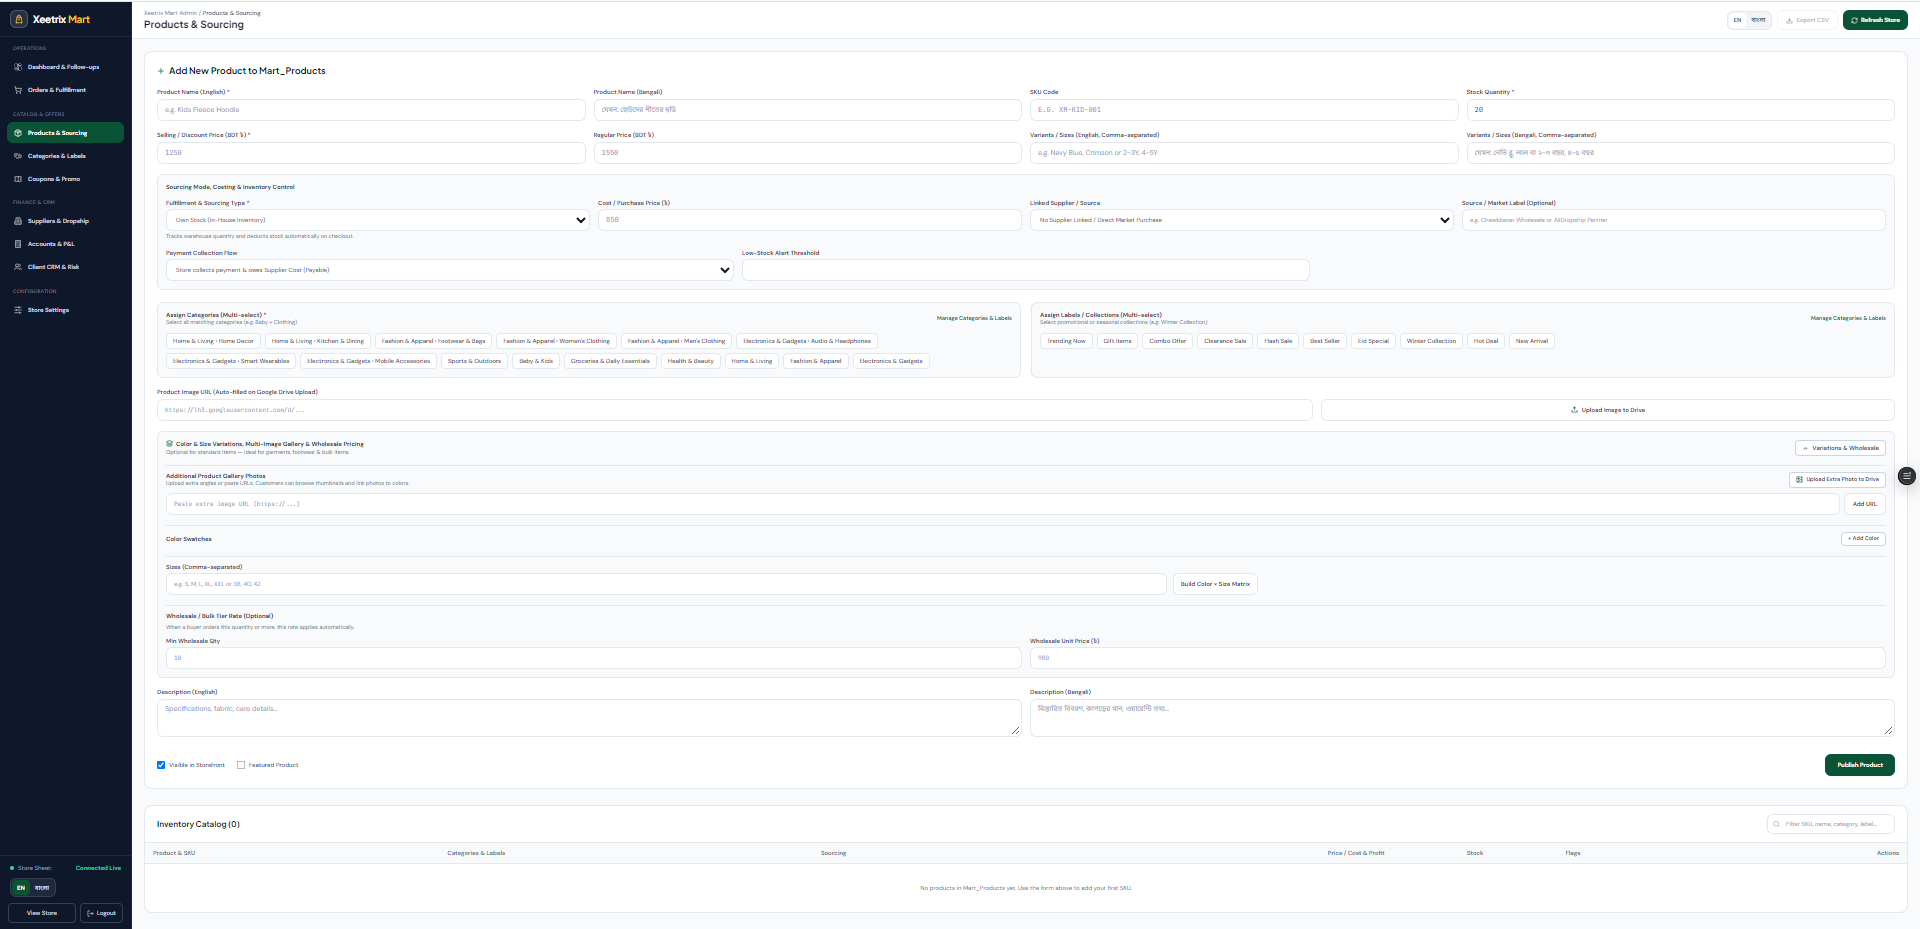 Xeetrix Mart
OPERATIONS
Dashboard & Follow-ups
Orders & Fulfillment
CATALOG & OFFERS
Products & Sourcing
Categories & Labels
Coupons & Promo
FINANCE & CRM
Suppliers & Dropship
Accounts & P&L
Client CRM & Risk
CONFIGURATION
Store Settings
Store Sheet:
Connected Live
EN বাংলা
View Store
Logout
Xeetrix Mart Admin / Products & Sourcing
Products & Sourcing
EN বাংলা
Export CSV
Refresh Store
+ Add New Product to Mart_Products
Product Name (English) *
Product Name (Bengali)
SKU Code
Stock Quantity *
e.g. Kids Fleece Hoodie
যেমন: ছোটদের শীতের হুডি
E.G. XM-KID-001
20
Selling / Discount Price (BDT ৳) *
Regular Price (BDT ৳)
Variants / Sizes (English, Comma-separated)
Variants / Sizes (Bengali, Comma-separated)
1250
1550
e.g. Navy Blue, Crimson or 2-3Y, 4-5Y
যেমন: নেভি ব্লু, লাল বা ২-৩ বছর, ৪-৫ বছর
Sourcing Mode, Costing & Inventory Control
Fulfillment & Sourcing Type *
Cost / Purchase Price (৳)
Linked Supplier / Source
Source / Market Label (Optional)
Own Stock (In-House Inventory)
850
No Supplier Linked / Direct Market Purchase
e.g. Chawkbazar Wholesale or AliDropship Partner
Tracks warehouse quantity and deducts stock automatically on checkout.
Payment Collection Flow
Low-Stock Alert Threshold
Store collects payment & owes Supplier Cost (Payable)
Assign Categories (Multi-select) *
Select all matching categories (e.g. Baby + Clothing)
Manage Categories & Labels
Home & Living › Home Decor
Home & Living › Kitchen & Dining
Fashion & Apparel › Footwear & Bags
Fashion & Apparel › Women's Clothing
Fashion & Apparel › Men's Clothing
Electronics & Gadgets › Audio & Headphones
Electronics & Gadgets › Smart Wearables
Electronics & Gadgets › Mobile Accessories
Sports & Outdoors
Baby & Kids
Groceries & Daily Essentials
Health & Beauty
Home & Living
Fashion & Apparel
Electronics & Gadgets
Assign Labels / Collections (Multi-select)
Select promotional or seasonal collections (e.g. Winter Collection)
Manage Categories & Labels
Trending Now
Gift Items
Combo Offer
Clearance Sale
Flash Sale
Best Seller
Eid Special
Winter Collection
Hot Deal
New Arrival
Product Image URL (Auto-filled on Google Drive Upload)
https://lh3.googleusercontent.com/d/...
Upload Image to Drive
Color & Size Variations, Multi-Image Gallery & Wholesale Pricing
Optional for standard items — ideal for garments, footwear & bulk items.
Variations & Wholesale
Additional Product Gallery Photos
Upload extra angles or paste URLs. Customers can browse thumbnails and link photos to colors.
Upload Extra Photo to Drive
Paste extra image URL (https://...)
Add URL
Color Swatches
+ Add Color
Sizes (Comma-separated)
e.g. S, M, L, XL, XXL or 38, 40, 42
Build Color × Size Matrix
Wholesale / Bulk Tier Rate (Optional)
When a buyer orders this quantity or more, this rate applies automatically.
Min Wholesale Qty
Wholesale Unit Price (৳)
10
980
Description (English)
Description (Bengali)
Specifications, fabric, care details...
বিস্তারিত বিবরণ, কাপড়ের মান, ওয়ারেন্টি তথ্য...
Visible in Storefront
Featured Product
Publish Product
Inventory Catalog (0)
Filter SKU, name, category, label...
Product & SKU
Categories & Labels
Sourcing
Price / Cost & Profit
Stock
Flags
Actions
No products in Mart_Products yet. Use the form above to add your first SKU.